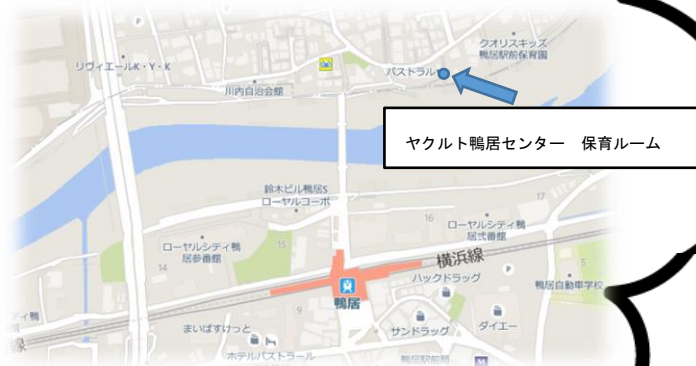 クオリスキッズ
鴨居駅前保育園
リヴィエールK・Y・K
パストラル
川内自治会館
ヤクルト鴨居センター 保育ルーム
鈴木ビル鴨居S
ローヤルコーポ
17
16
ローヤルシティ鴨
居弐番館
ローヤルシティ鴨
居参番館
15
14
横浜線
ハックドラッグ
5
鴨居自動車学校
鴨居
9
ティ鴨
まいばすけっと
サンドラッグ
ダイエー
線
ホテルパストラール
鴨居駅前局